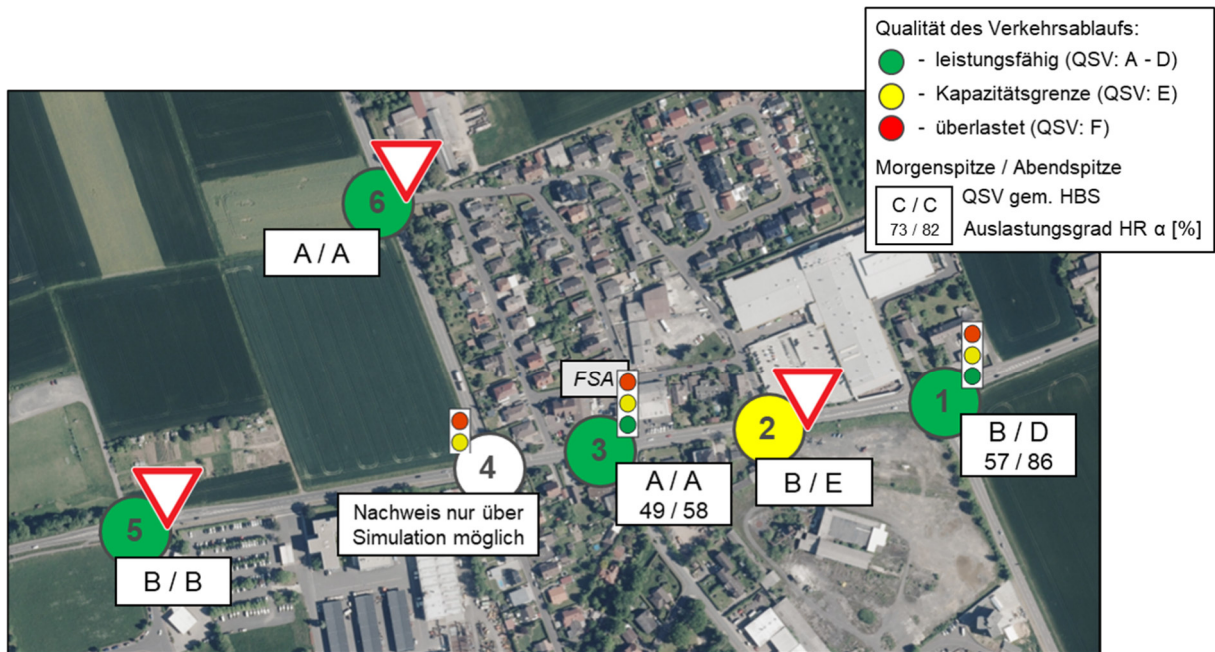 Qualität des Verkehrsablaufs:
- leistungsfähig (QSV: A - D)
- Kapazitätsgrenze (QSV: E)
- überlastet (QSV: F)
Morgenspitze / Abendspitze
C / C QSV gem. HBS
73 / 82 Auslastungsgrad HR α [%]
6
A / A
FSA
1
B / D
57 / 86
2
B / E
3
A / A
49 / 58
4
Nachweis nur über
Simulation möglich
5
B / B